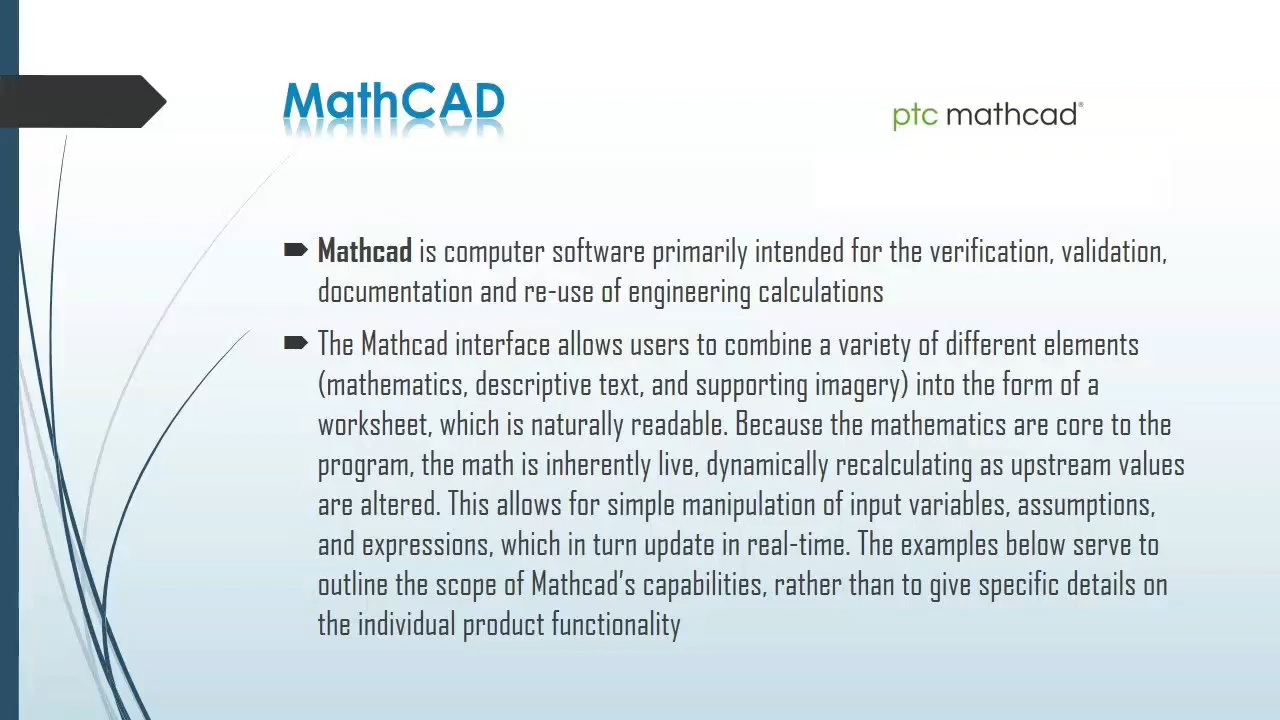 MathCAD
ptc mathcad®
Mathcad is computer software primarily intended for the verification, validation,
documentation and re-use of engineering calculations
The Mathcad interface allows users to combine a variety of different elements
(mathematics, descriptive text, and supporting imagery) into the form of a
worksheet, which is naturally readable. Because the mathematics are core to the
program, the math is inherently live, dynamically recalculating as upstream values
are altered. This allows for simple manipulation of input variables, assumptions,
and expressions, which in turn update in real-time. The examples below serve to
outline the scope of Mathcad’s capabilities, rather than to give specific details on
the individual product functionality